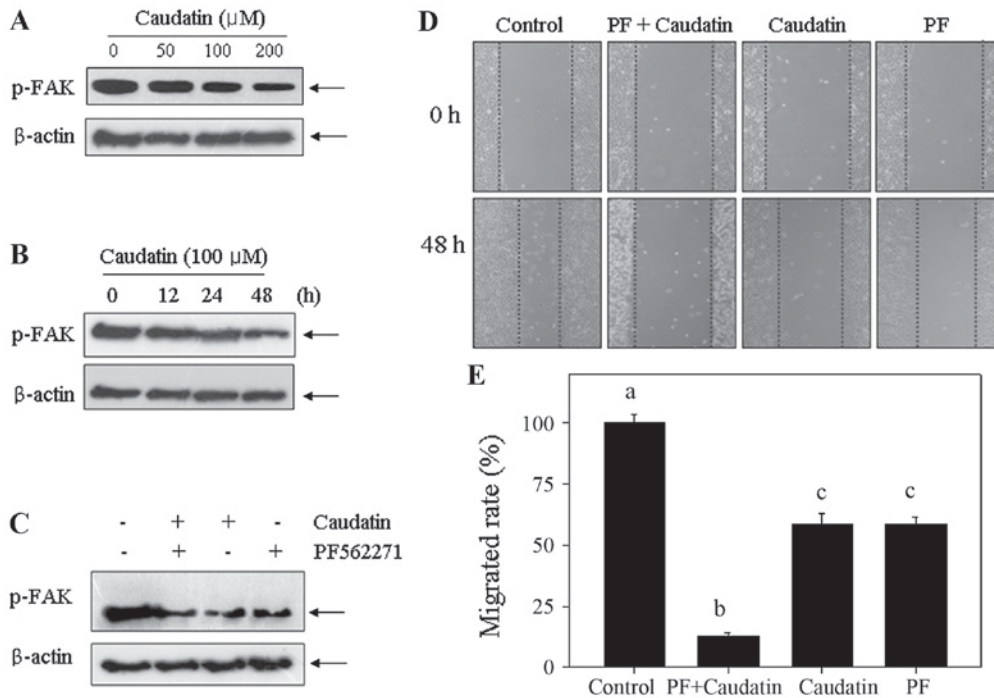 A
Caudatin (μM)
0 50 100 200
p-FAK
β-actin
B
Caudatin (100 μM)
0 12 24 48 (h)
p-FAK
β-actin
C
- + + - Caudatin
- + - + PF562271
p-FAK
β-actin
D
Control PF + Caudatin Caudatin PF
0 h
48 h
E
Migrated rate (%)
100
75
50
25
0
a
b
c
c
Control PF+Caudatin Caudatin PF